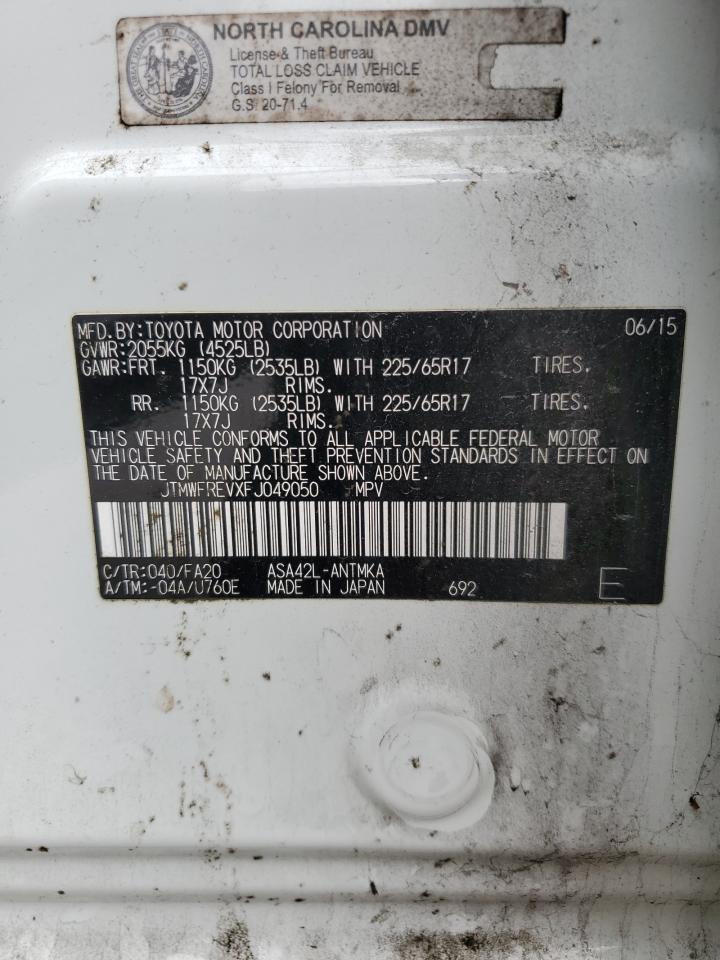 NORTH CAROLINA DMV
License & Theft Bureau
TOTAL LOSS CLAIM VEHICLE
Class I Felony For Removal
G.S. 20-71.4
MFD.BY:TOYOTA MOTOR CORPORATION 06/15
GVWR:2055KG (4525LB)
GAWR:FRT. 1150KG (2535LB) WITH 225/65R17 TIRES.
17X7J RIMS.
RR. 1150KG (2535LB) WITH 225/65R17 TIRES.
17X7J RIMS.
THIS VEHICLE CONFORMS TO ALL APPLICABLE FEDERAL MOTOR
VEHICLE SAFETY AND THEFT PREVENTION STANDARDS IN EFFECT ON
THE DATE OF MANUFACTURE SHOWN ABOVE.
JTMWFREVXFJ049050 MPV
C/TR:040/FA20 ASA42L-ANTMKA
A/TM:-04A/U760E MADE IN JAPAN 692 E